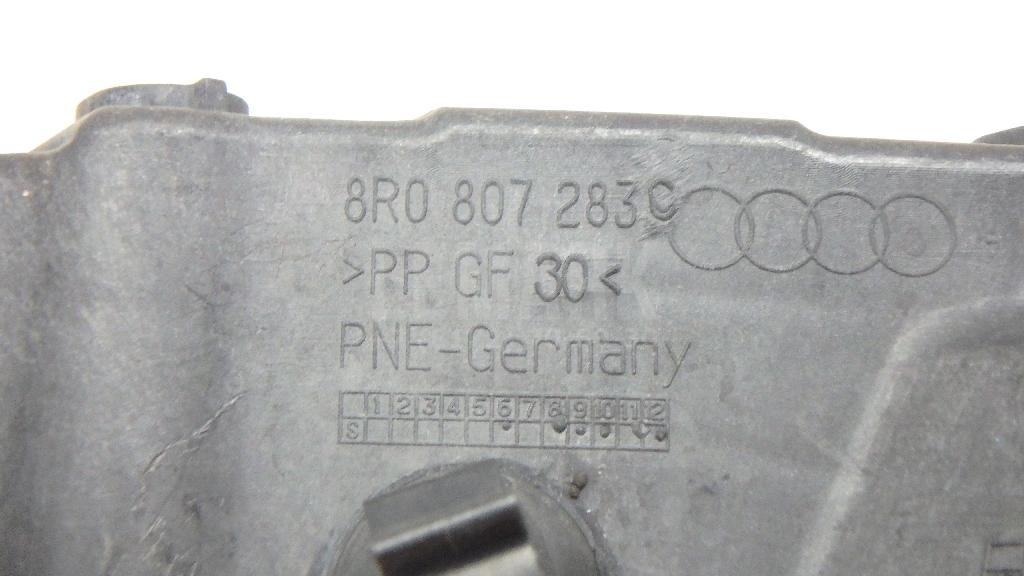 8R0 807 283C
>PP GF 30<
PNE-Germany
1 2 3 4 5 6 7 8 9 10 11 12
S